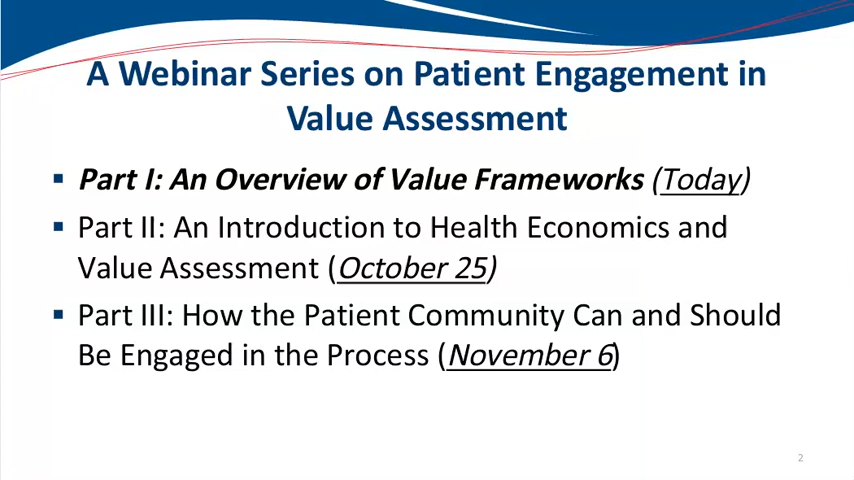 A Webinar Series on Patient Engagement in
Value Assessment
▪ Part I: An Overview of Value Frameworks (Today)
▪ Part II: An Introduction to Health Economics and
Value Assessment (October 25)
▪ Part III: How the Patient Community Can and Should
Be Engaged in the Process (November 6)
2